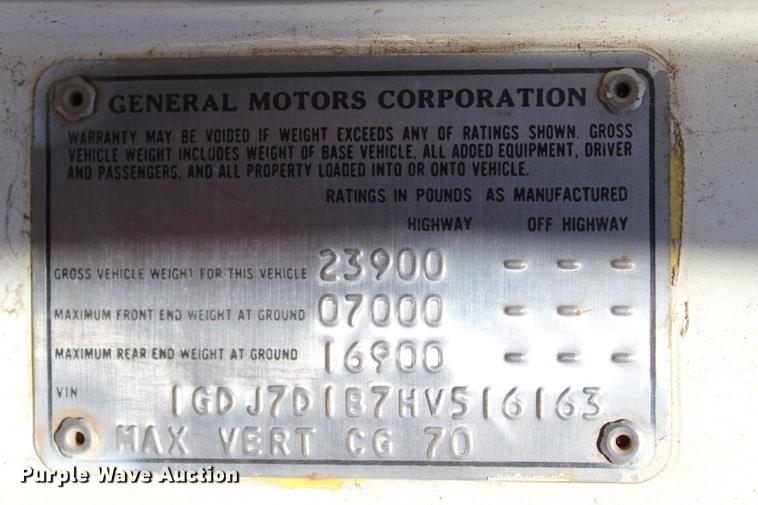 GENERAL MOTORS CORPORATION
WARRANTY MAY BE VOIDED IF WEIGHT EXCEEDS ANY OF RATINGS SHOWN. GROSS
VEHICLE WEIGHT INCLUDES WEIGHT OF BASE VEHICLE, ALL ADDED EQUIPMENT, DRIVER
AND PASSENGERS, AND ALL PROPERTY LOADED INTO OR ONTO VEHICLE.
RATINGS IN POUNDS AS MANUFACTURED
HIGHWAY OFF HIGHWAY
GROSS VEHICLE WEIGHT FOR THIS VEHICLE 23900 - - -
MAXIMUM FRONT END WEIGHT AT GROUND 07000 - - -
MAXIMUM REAR END WEIGHT AT GROUND 16900 - - -
VIN 1GDJ7D1B7HV516163
MAX VERT CG 70
Purple Wave Auction